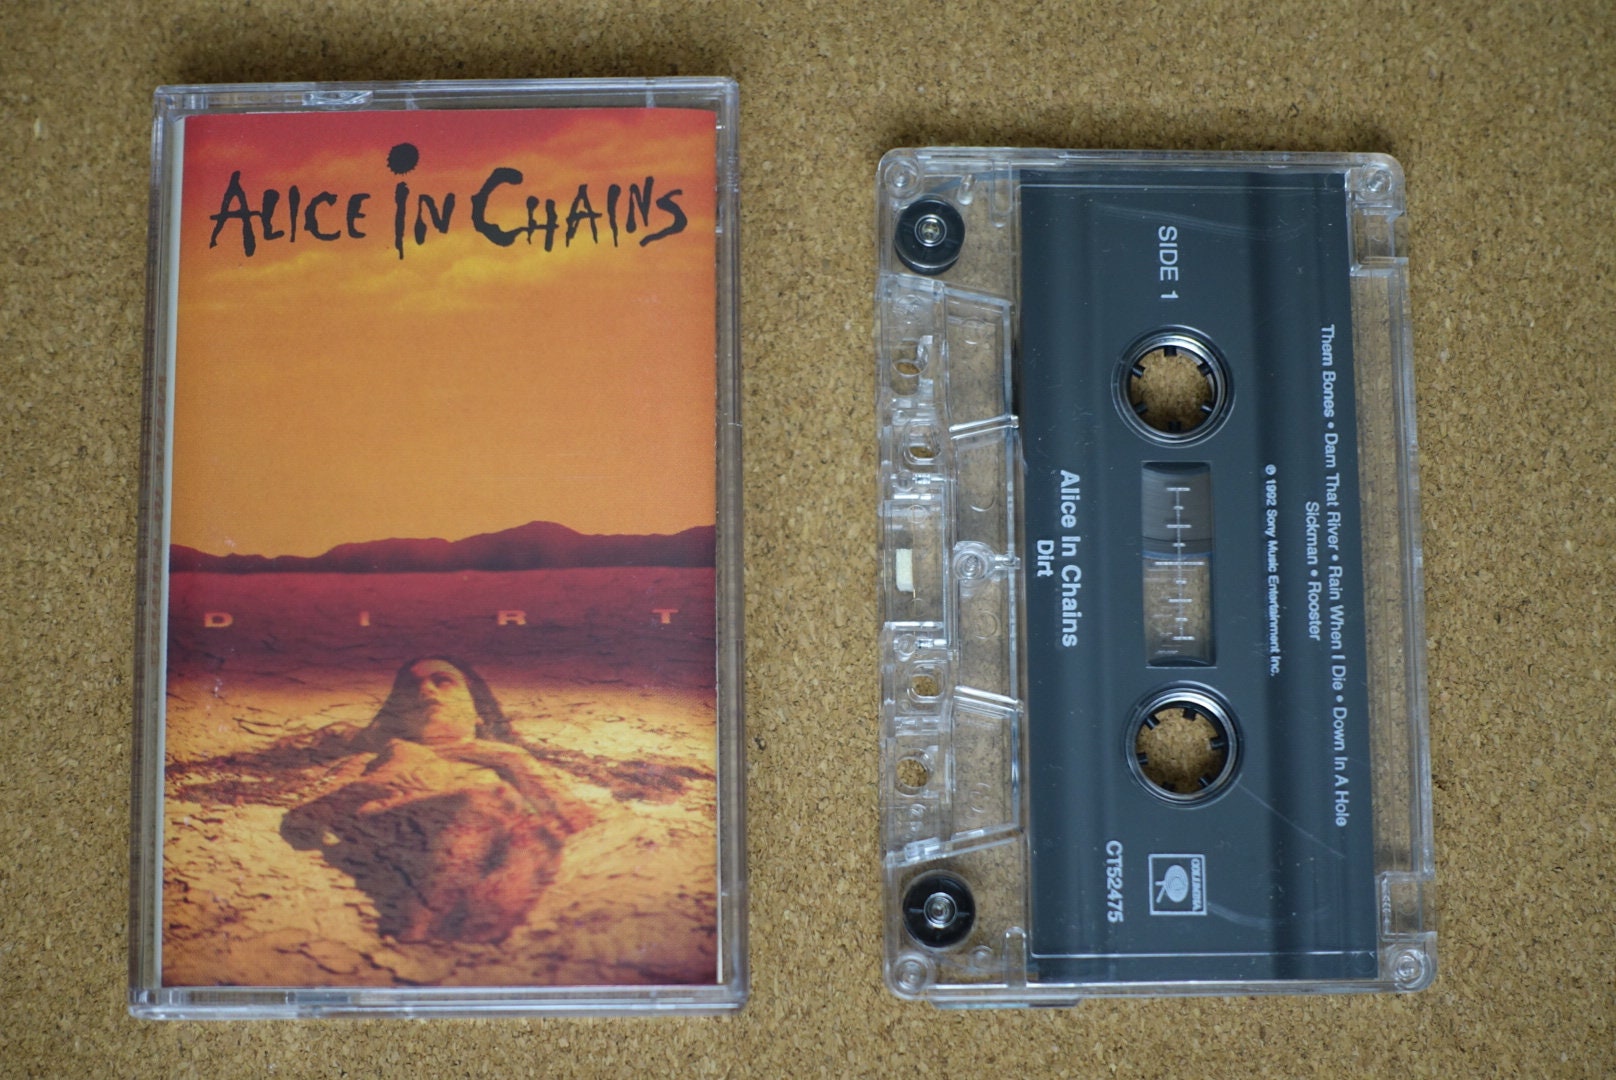 ALICE IN CHAINS
DIRT
SIDE 1
Them Bones • Dam That River • Rain When I Die • Down In A Hole
Sickman • Rooster
℗ 1992 Sony Music Entertainment Inc.
Alice In Chains
Dirt
COLUMBIA
CT52475